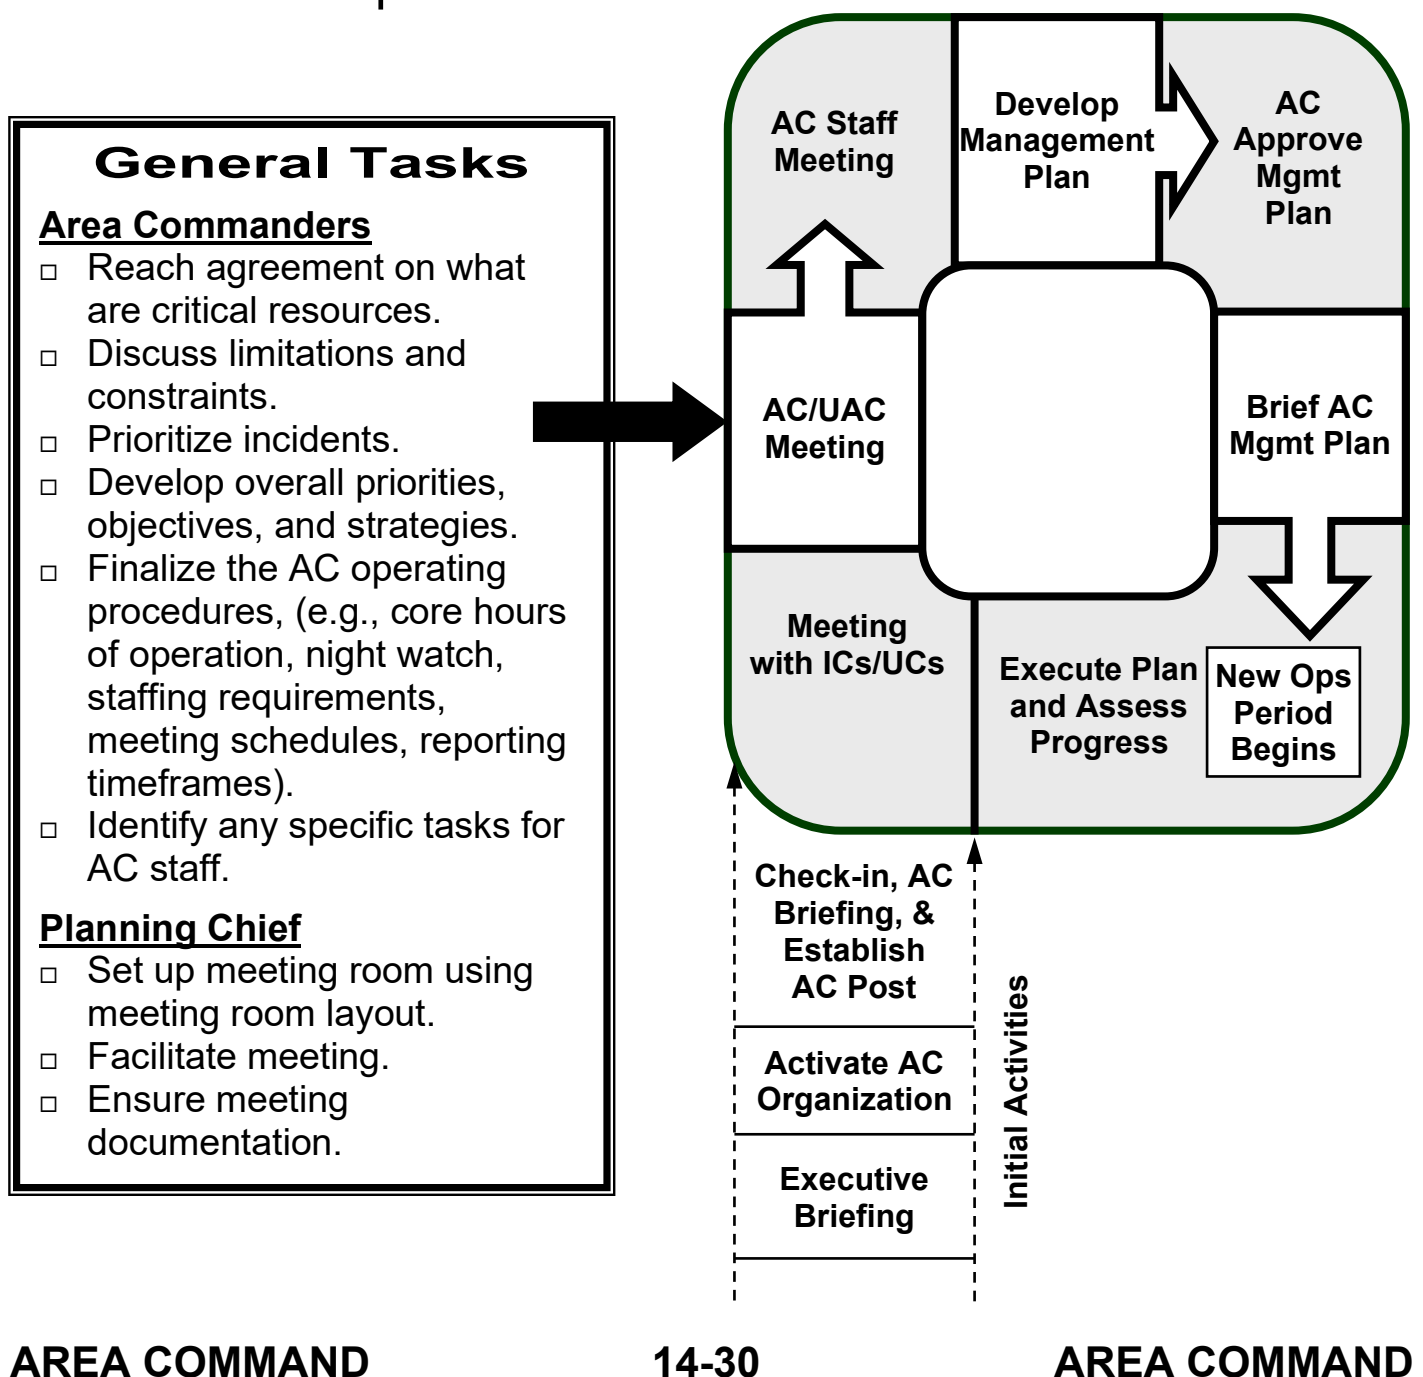 General Tasks
Area Commanders
□ Reach agreement on what
are critical resources.
□ Discuss limitations and
constraints.
□ Prioritize incidents.
□ Develop overall priorities,
objectives, and strategies.
□ Finalize the AC operating
procedures, (e.g., core hours
of operation, night watch,
staffing requirements,
meeting schedules, reporting
timeframes).
□ Identify any specific tasks for
AC staff.
Planning Chief
□ Set up meeting room using
meeting room layout.
□ Facilitate meeting.
□ Ensure meeting
documentation.
AC Staff
Meeting
Develop
Management
Plan
AC
Approve
Mgmt
Plan
AC/UAC
Meeting
Brief AC
Mgmt Plan
Meeting
with ICs/UCs
Execute Plan
and Assess
Progress
New Ops
Period
Begins
Check-in, AC
Briefing, &
Establish
AC Post
Activate AC
Organization
Executive
Briefing
Initial Activities
AREA COMMAND
14-30
AREA COMMAND